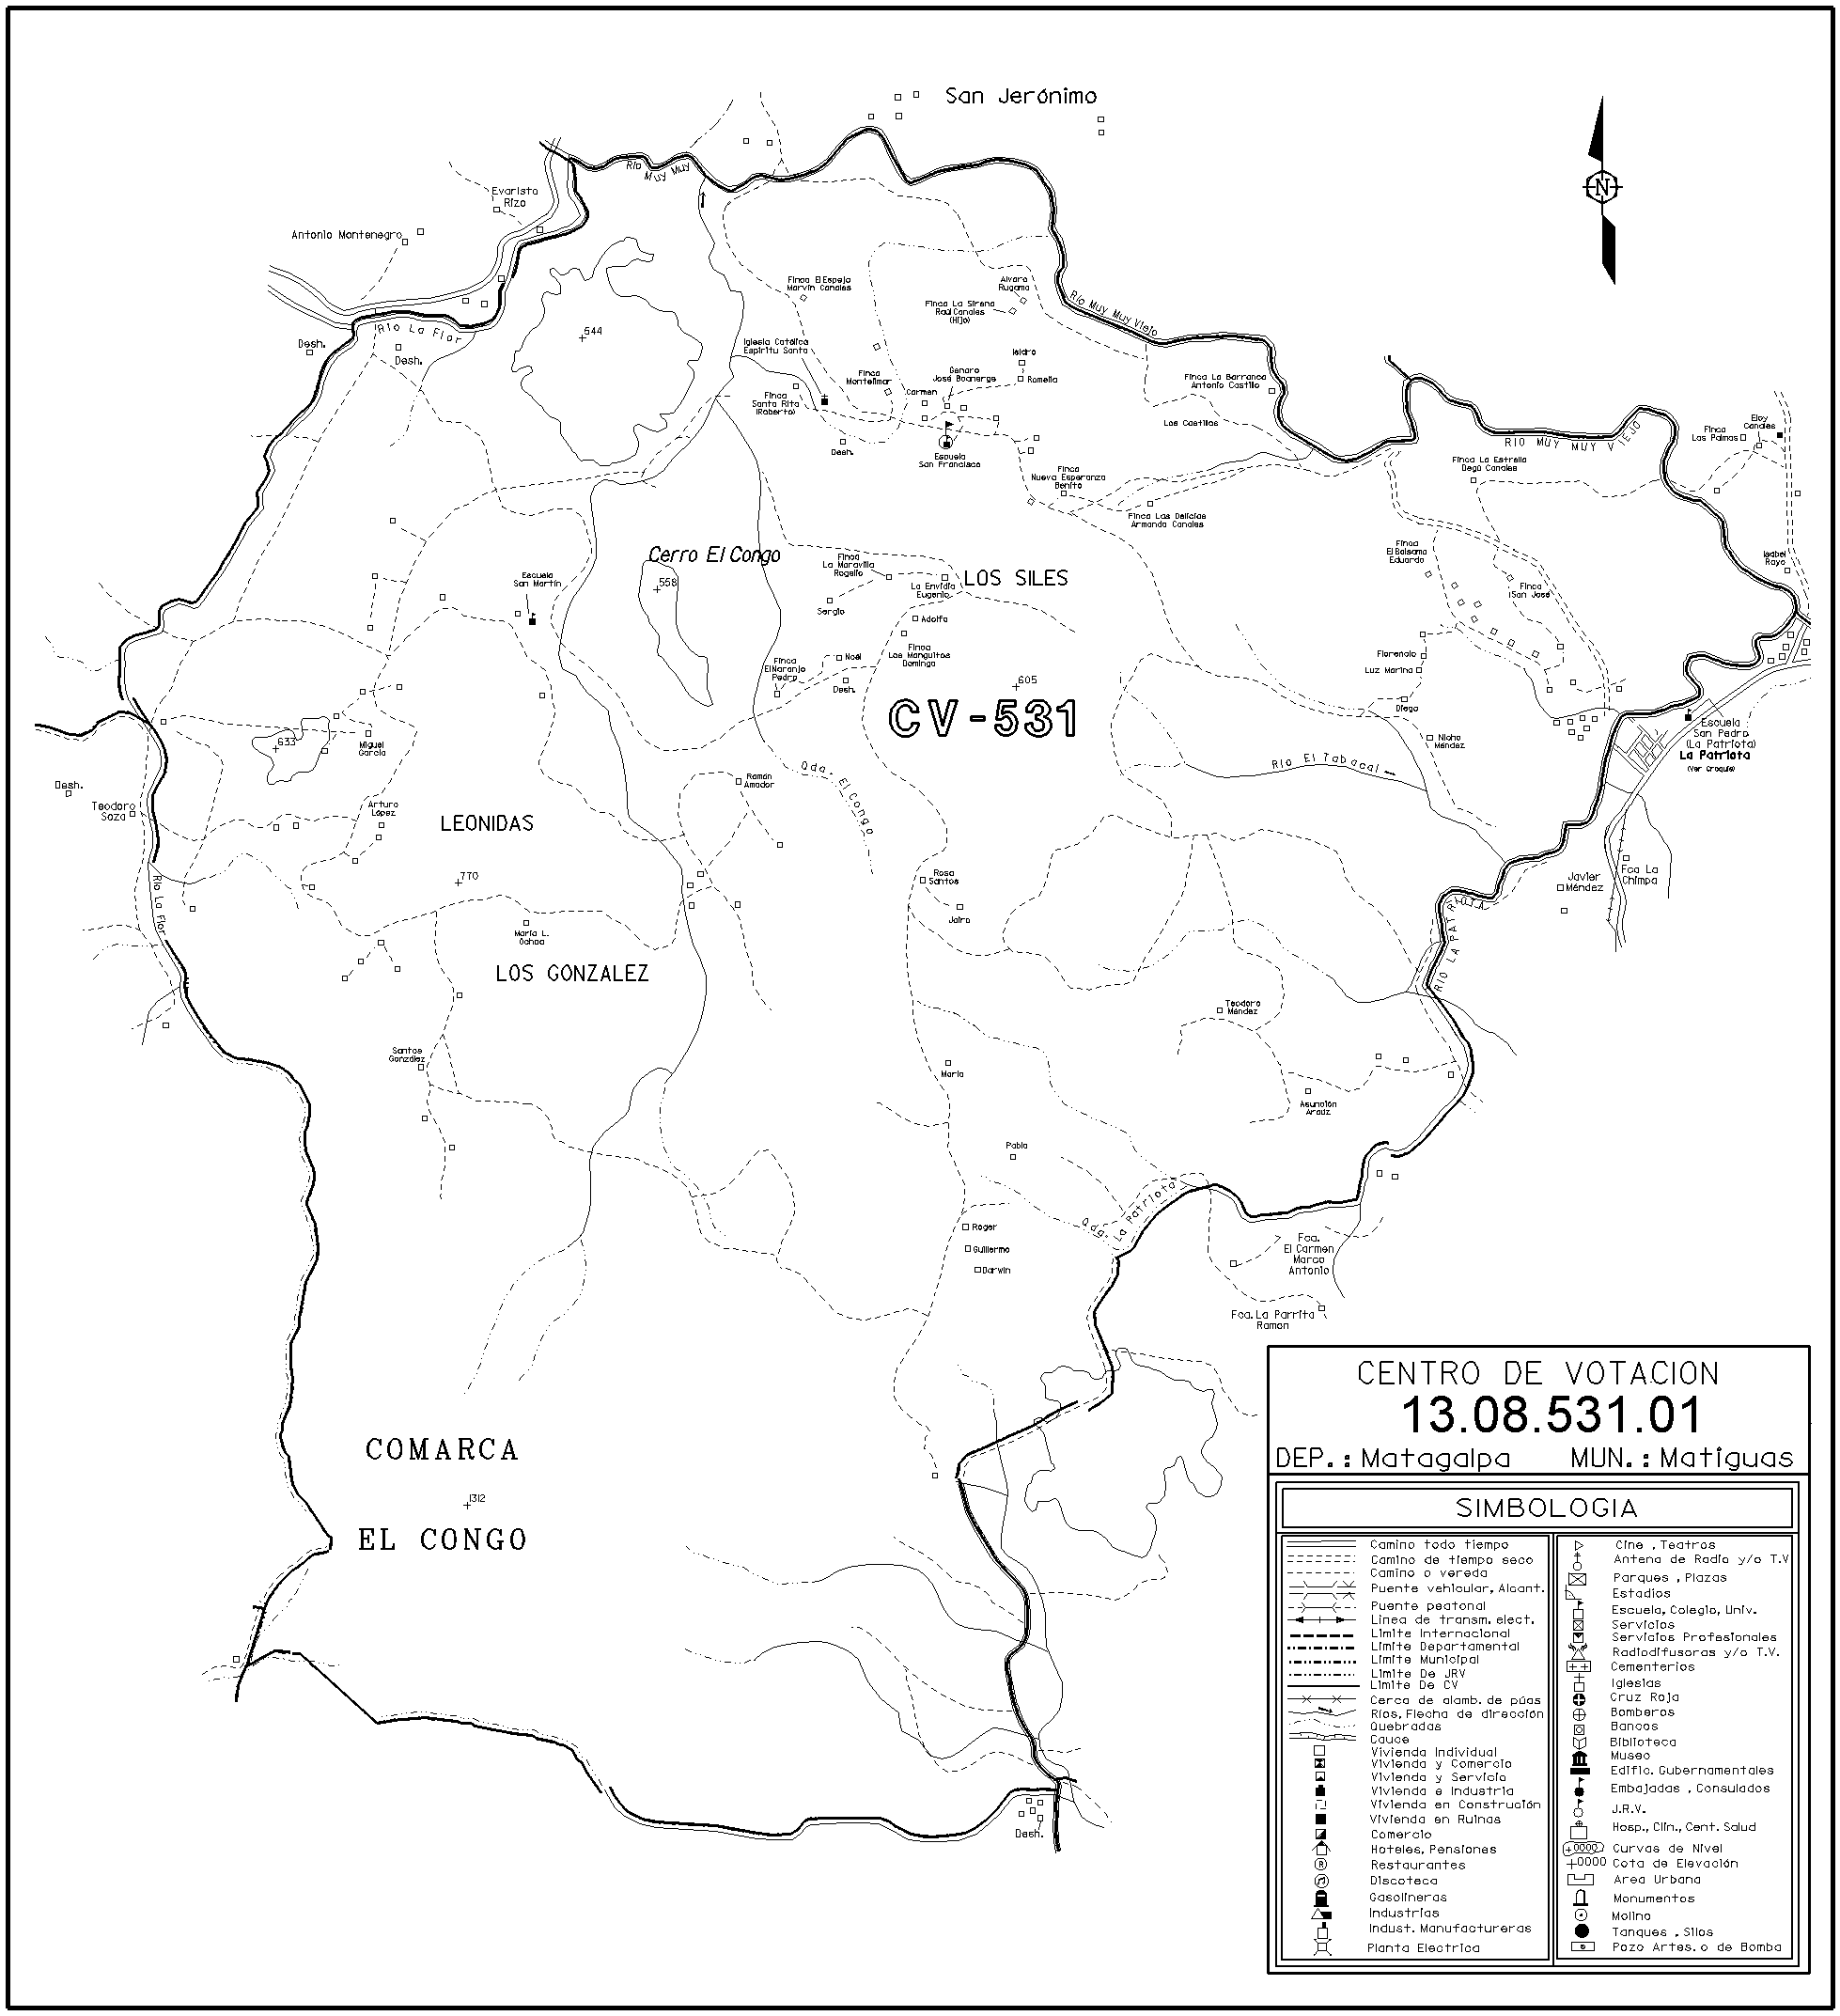 San Jerónimo
N
Río
Muy Muy
Evaristo
Rizo
Antonio Montenegro
Río La Flor
Desh.
Desh.
544
Finca El Espejo
Marvin Canales
Alvaro
Rugama
Finca La Sirena
Raúl Canales
(Hijo)
Río Muy Muy Viejo
Iglesia Católica
Espíritu Santo
Isidro
Finca
Montelimar
Genaro
José Boanerge
Romelia
Carmen
Finca
Santa Rita
(Roberto)
Finca La Barranca
Antonio Castillo
Los Castillos
Desh.
Escuela
San Francisco
Finca
Nueva Esperanza
Benito
Finca Las Delicias
Armando Canales
RIO MUY MUY VIEJO
Finca La Estrella
Degü Canales
Finca
Las Palmas
Eloy
Canales
Finca
El Balsamo
Eduardo
Finca
San José
Isabel
Rayo
Cerro El Congo
558
Escuela
San Martín
Finca
La Maravilla
Rogelio
La Envidia
Eugenio
LOS SILES
Sergio
Adolfo
Finca
Los Manguitos
Domingo
Finca
El Naranjo
Pedro
Noél
Desh.
605
CV-531
Florencio
Luz Marina
Diego
Nicho
Méndez
Río El Tabacal
Escuela
San Pedro
(La Patriota)
La Patriota
(Ver Croquis)
633
Miguel
García
Desh.
Teodoro
Soza
Arturo
López
LEONIDAS
770
Ramón
Amador
Qda. El Congo
Río La Flor
María L.
Ochoa
LOS GONZALEZ
Rosa
Santos
Jairo
Javier
Méndez
Fca La
Chimpa
RIO LA PATRIOTA
Teodoro
Méndez
Santos
González
María
Asunción
Araúz
Pablo
Qda. La Patriota
Roger
Guillermo
Darwin
Fca.
El Carmen
Marco
Antonio
Fca. La Parrita
Ramon
COMARCA
1312
EL CONGO
Desh.
CENTRO DE VOTACION
13.08.531.01
DEP.: Matagalpa MUN.: Matiguas
SIMBOLOGIA
Camino todo tiempo
Camino de tiempo seco
Camino o vereda
Puente vehicular, Alcant.
Puente peatonal
Linea de transm. elect.
Limite Internacional
Limite Departamental
Limite Municipal
Limite De JRV
Limite De CV
Cerca de alamb. de púas
Ríos, Flecha de dirección
Quebradas
Cauce
Vivienda Individual
Vivienda y Comercio
Vivienda y Servicio
Vivienda e Industria
Vivienda en Construción
Vivienda en Ruinas
Comercio
Hoteles, Pensiones
R Restaurantes
Discoteca
Gasolineras
Industrias
Indust. Manufactureras
Planta Electrica
Cine , Teatros
Antena de Radio y/o T.V
Parques , Plazas
Estadios
Escuela, Colegio, Univ.
Servicios
Servicios Profesionales
Radiodifusoras y/o T.V.
Cementerios
Iglesias
Cruz Roja
Bomberos
Bancos
Biblioteca
Museo
Edific. Gubernamentales
Embajadas , Consulados
J.R.V.
Hosp., Clín., Cent. Salud
+0000 Curvas de Nivel
+0000 Cota de Elevación
Area Urbana
Monumentos
Molino
Tanques , Silos
Pozo Artes. o de Bomba